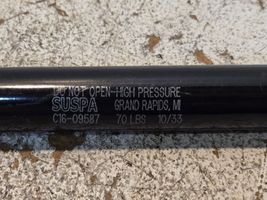 DO NOT OPEN-HIGH PRESSURE
SUSPA GRAND RAPIDS, MI
C16-09587 70 LBS 10/33